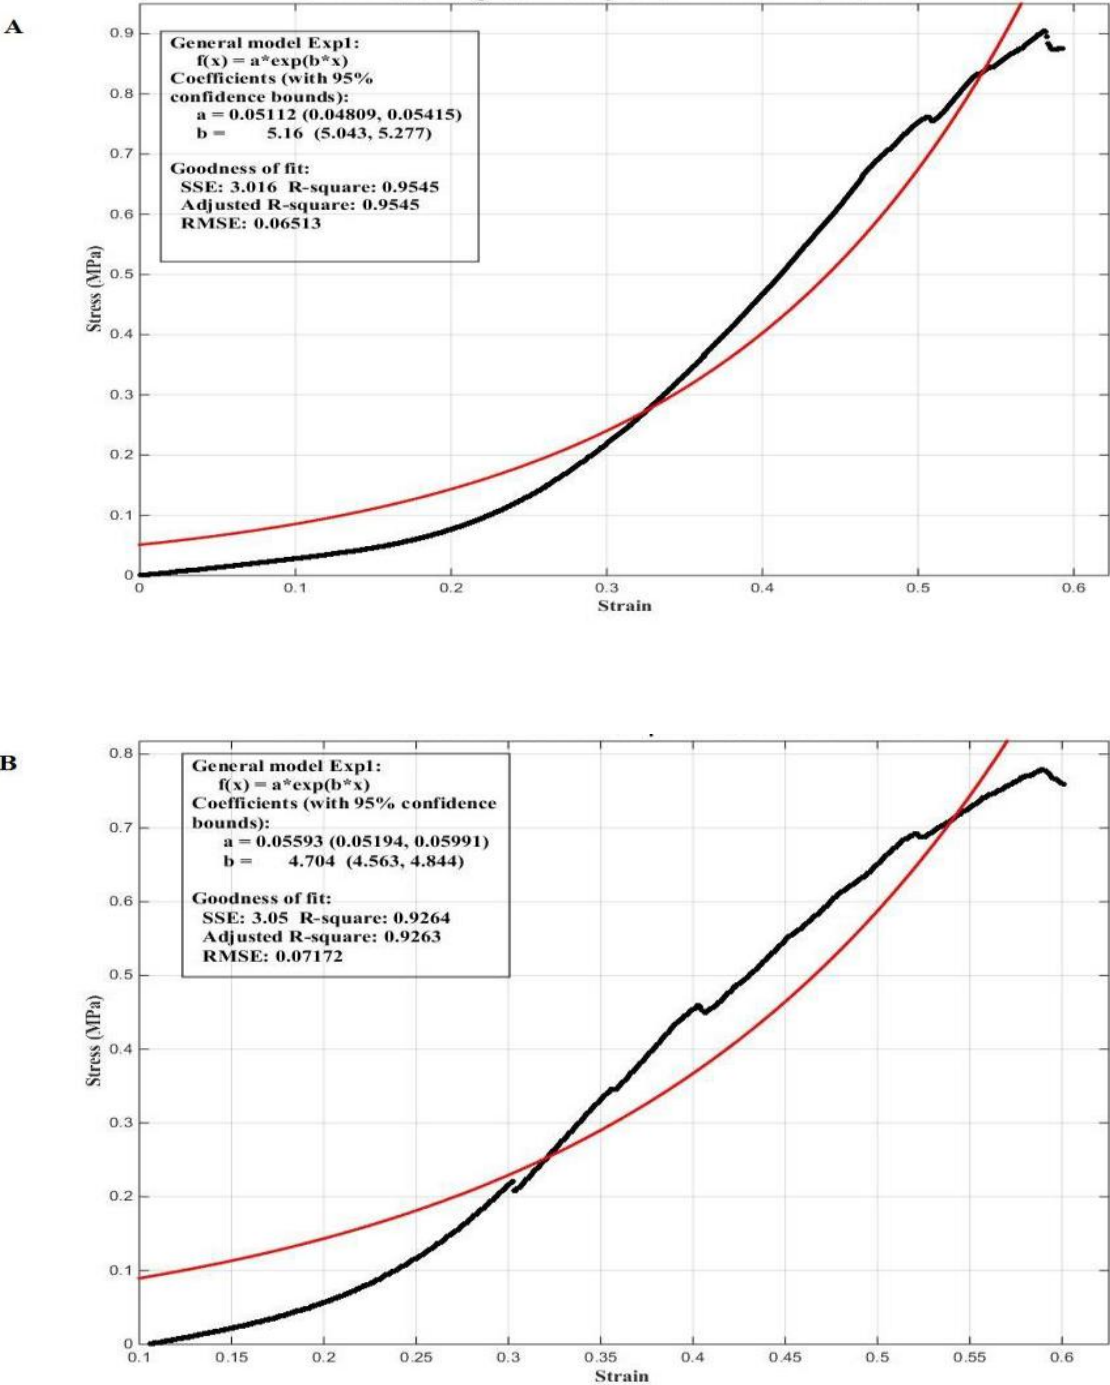 A
General model Exp1:
f(x) = a*exp(b*x)
Coefficients (with 95%
confidence bounds):
a = 0.05112 (0.04809, 0.05415)
b = 5.16 (5.043, 5.277)
Goodness of fit:
SSE: 3.016 R-square: 0.9545
Adjusted R-square: 0.9545
RMSE: 0.06513
0.9
0.8
0.7
0.6
0.5
0.4
0.3
0.2
0.1
0
Stress (MPa)
0 0.1 0.2 0.3 0.4 0.5 0.6
Strain
B
General model Exp1:
f(x) = a*exp(b*x)
Coefficients (with 95% confidence
bounds):
a = 0.05593 (0.05194, 0.05991)
b = 4.704 (4.563, 4.844)
Goodness of fit:
SSE: 3.05 R-square: 0.9264
Adjusted R-square: 0.9263
RMSE: 0.07172
0.8
0.7
0.6
0.5
0.4
0.3
0.2
0.1
0
Stress (MPa)
0.1 0.15 0.2 0.25 0.3 0.35 0.4 0.45 0.5 0.55 0.6
Strain